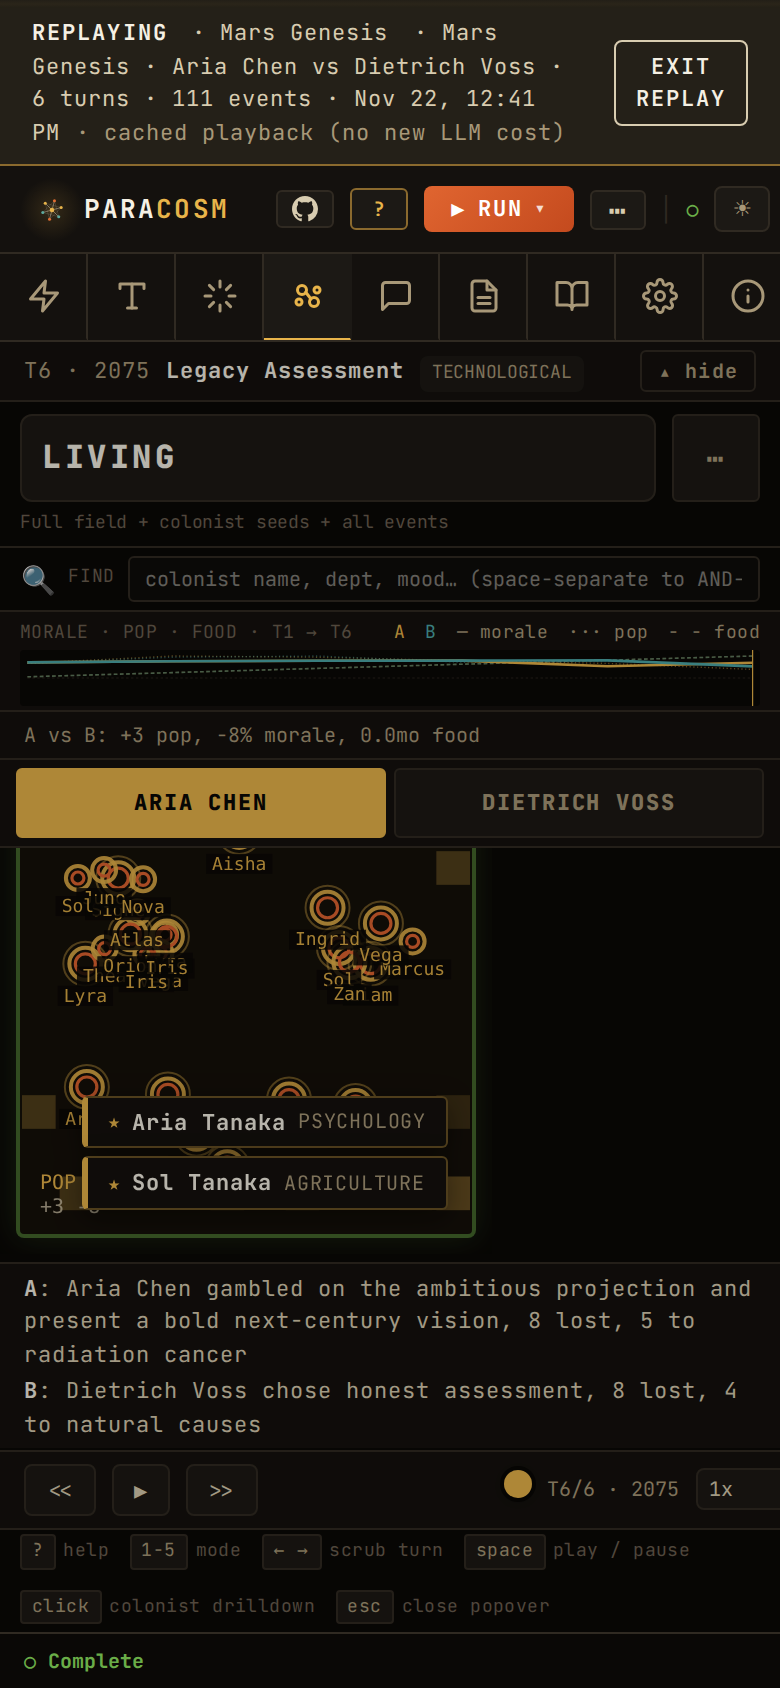 REPLAYING · Mars Genesis · Mars
Genesis · Aria Chen vs Dietrich Voss ·
6 turns · 111 events · Nov 22, 12:41
PM · cached playback (no new LLM cost)
EXIT
REPLAY
PARACOSM
?
▶ RUN ▾
…
T6 · 2075 Legacy Assessment TECHNOLOGICAL
▴ hide
LIVING
…
Full field + colonist seeds + all events
FIND
colonist name, dept, mood… (space-separate to AND-
MORALE · POP · FOOD · T1 → T6
A B — morale ··· pop - - food
A vs B: +3 pop, -8% morale, 0.0mo food
ARIA CHEN
DIETRICH VOSS
Aisha
Sol
Nova
Atlas
Ingrid
Vega
Marcus
Iris
Lyra
Sol
Zan
★ Aria Tanaka PSYCHOLOGY
★ Sol Tanaka AGRICULTURE
POP
+3
A: Aria Chen gambled on the ambitious projection and
present a bold next-century vision, 8 lost, 5 to
radiation cancer
B: Dietrich Voss chose honest assessment, 8 lost, 4
to natural causes
<<
▶
>>
T6/6 · 2075
1x
? help 1-5 mode ← → scrub turn space play / pause
click colonist drilldown esc close popover
○ Complete